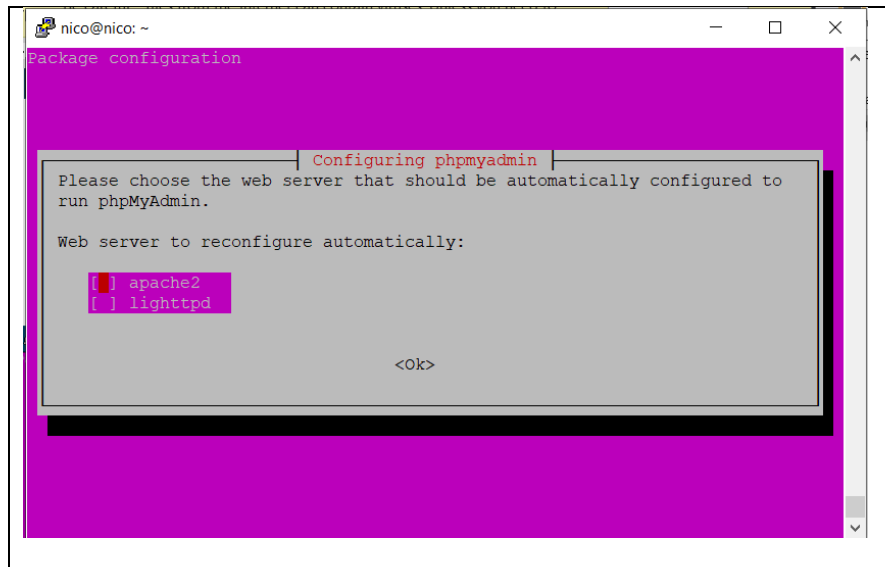 nico@nico: ~
Package configuration
Configuring phpmyadmin
Please choose the web server that should be automatically configured to
run phpMyAdmin.
Web server to reconfigure automatically:
[ ] apache2
[ ] lighttpd
<Ok>